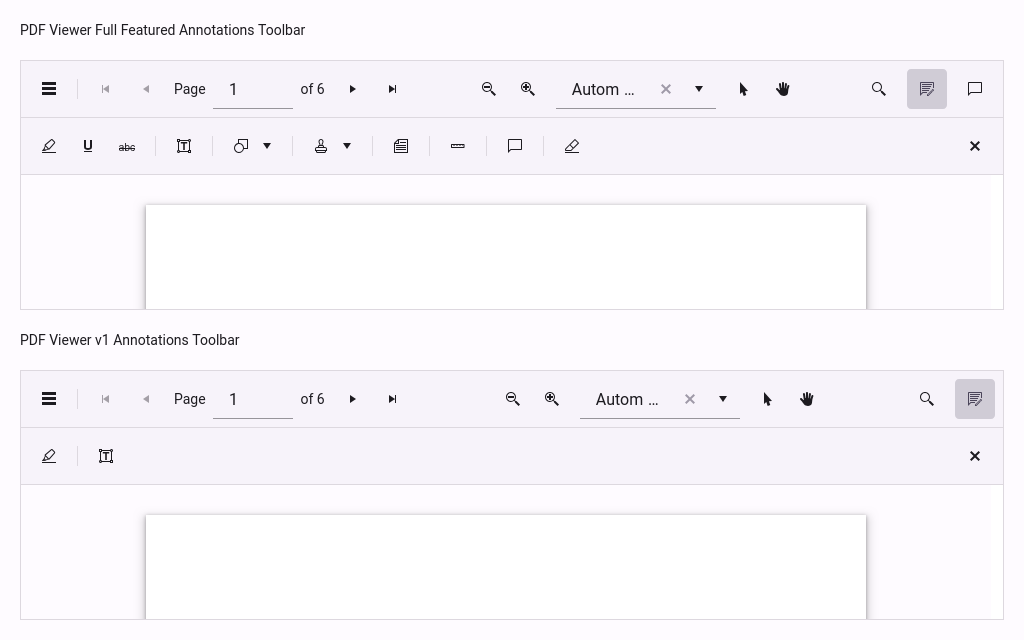 PDF Viewer Full Featured Annotations Toolbar
Page 1 of 6 Autom ...
U abc T
PDF Viewer v1 Annotations Toolbar
Page 1 of 6 Autom ...
T